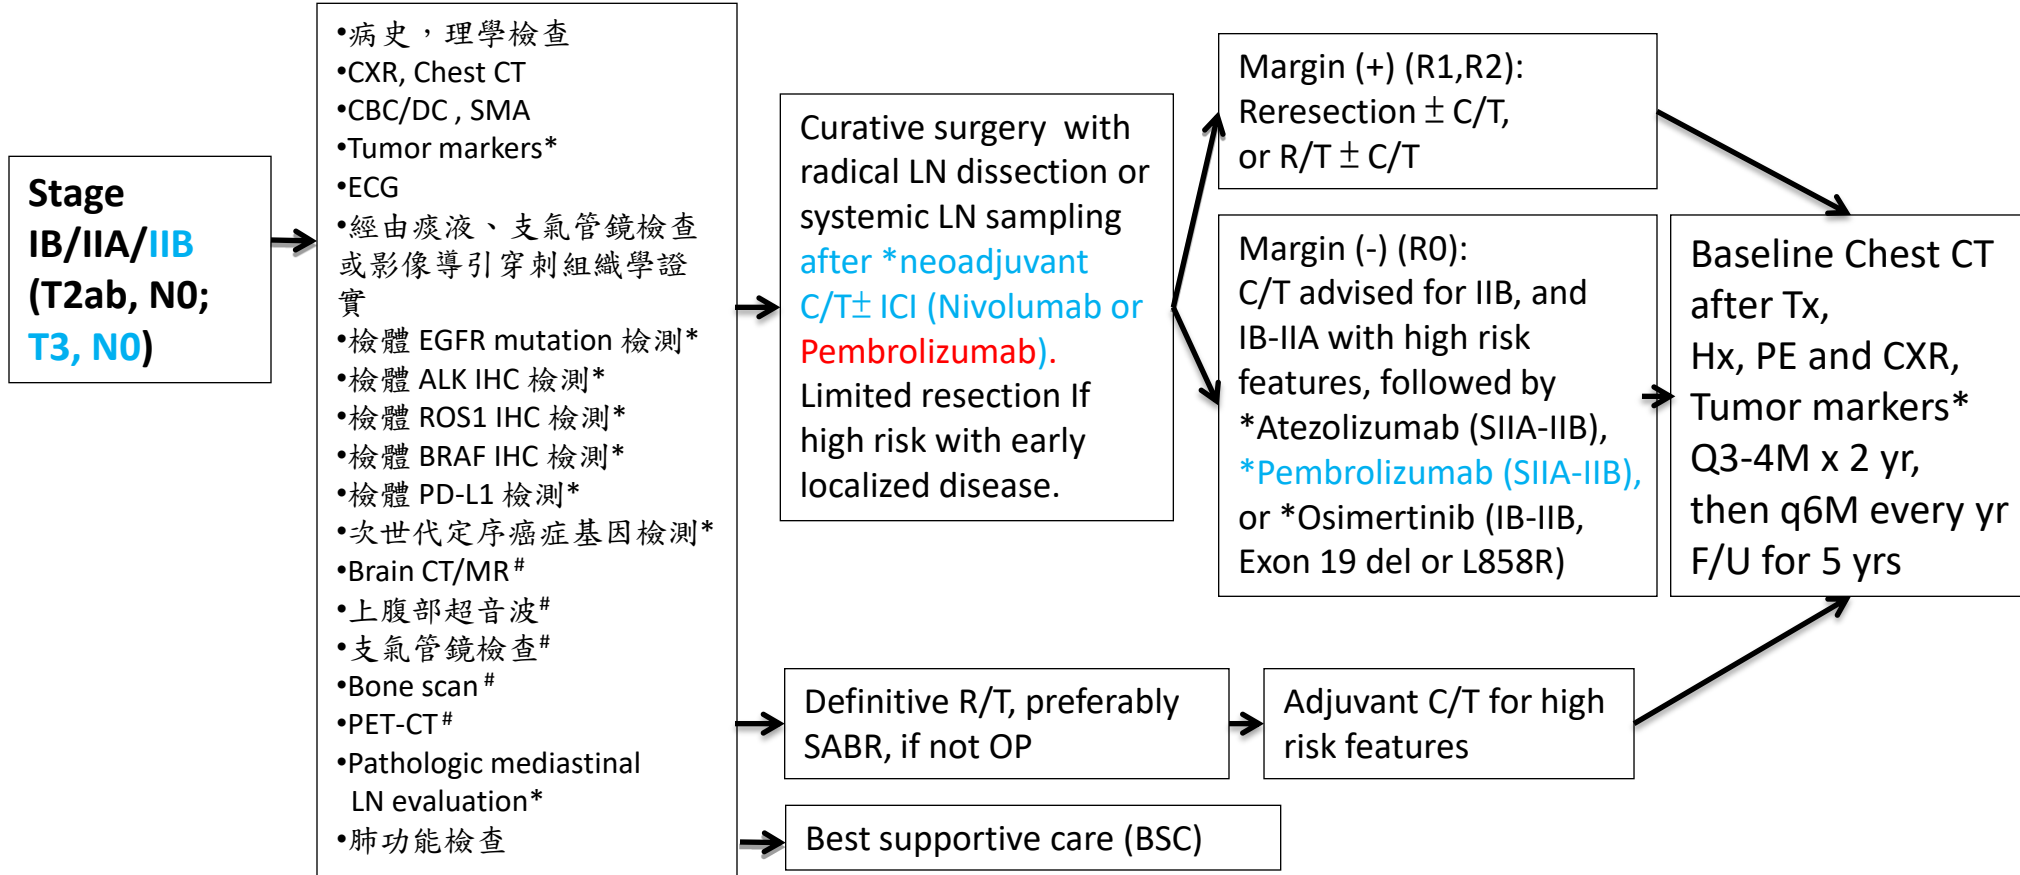 Stage
IB/IIA/IIB
(T2ab, N0;
T3, N0)
•病史，理學檢查
•CXR, Chest CT
•CBC/DC , SMA
•Tumor markers*
•ECG
•經由痰液、支氣管鏡檢查
或影像導引穿刺組織學證
實
•檢體 EGFR mutation 檢測*
•檢體 ALK IHC 檢測*
•檢體 ROS1 IHC 檢測*
•檢體 BRAF IHC 檢測*
•檢體 PD-L1 檢測*
•次世代定序癌症基因檢測*
•Brain CT/MR#
•上腹部超音波#
•支氣管鏡檢查#
•Bone scan#
•PET-CT#
•Pathologic mediastinal
LN evaluation*
•肺功能檢查
Curative surgery with
radical LN dissection or
systemic LN sampling
after *neoadjuvant
C/T± ICI (Nivolumab or
Pembrolizumab).
Limited resection If
high risk with early
localized disease.
Margin (+) (R1,R2):
Reresection ± C/T,
or R/T ± C/T
Margin (-) (R0):
C/T advised for IIB, and
IB-IIA with high risk
features, followed by
*Atezolizumab (SIIA-IIB),
*Pembrolizumab (SIIA-IIB),
or *Osimertinib (IB-IIB,
Exon 19 del or L858R)
Baseline Chest CT
after Tx,
Hx, PE and CXR,
Tumor markers*
Q3-4M x 2 yr,
then q6M every yr
F/U for 5 yrs
Definitive R/T, preferably
SABR, if not OP
Adjuvant C/T for high
risk features
Best supportive care (BSC)